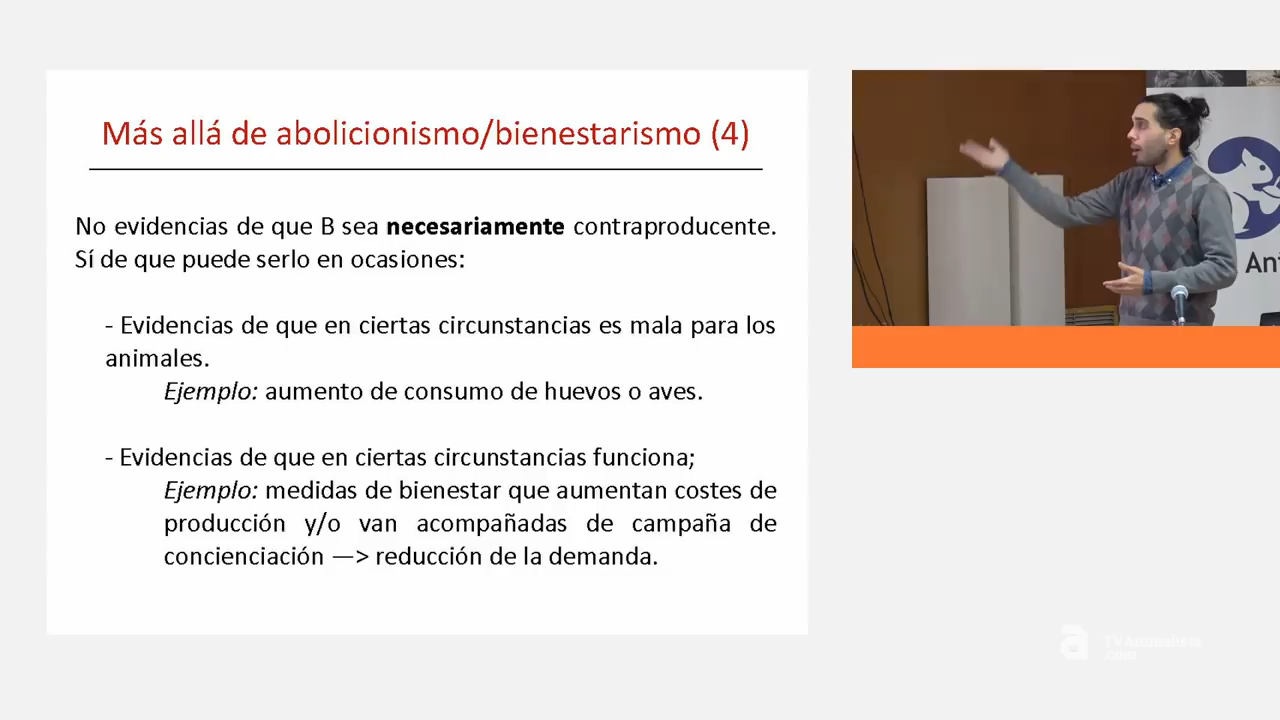 Más allá de abolicionismo/bienestarismo (4)
No evidencias de que B sea necesariamente contraproducente.
Sí de que puede serlo en ocasiones:
- Evidencias de que en ciertas circunstancias es mala para los
animales.
Ejemplo: aumento de consumo de huevos o aves.
- Evidencias de que en ciertas circunstancias funciona;
Ejemplo: medidas de bienestar que aumentan costes de
producción y/o van acompañadas de campaña de
concienciación —> reducción de la demanda.
Ani